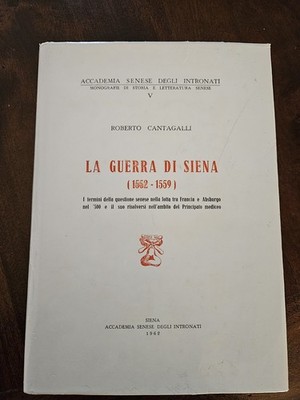 ACCADEMIA SENESE DEGLI INTRONATI
MONOGRAFIE DI STORIA E LETTERATURA SENESE
V
ROBERTO CANTAGALLI
LA GUERRA DI SIENA
(1552-1559)
I termini della questione senese nella lotta tra Francia e Absburgo
nel '500 e il suo risolversi nell'ambito del Principato mediceo
SIENA
ACCADEMIA SENESE DEGLI INTRONATI
1962